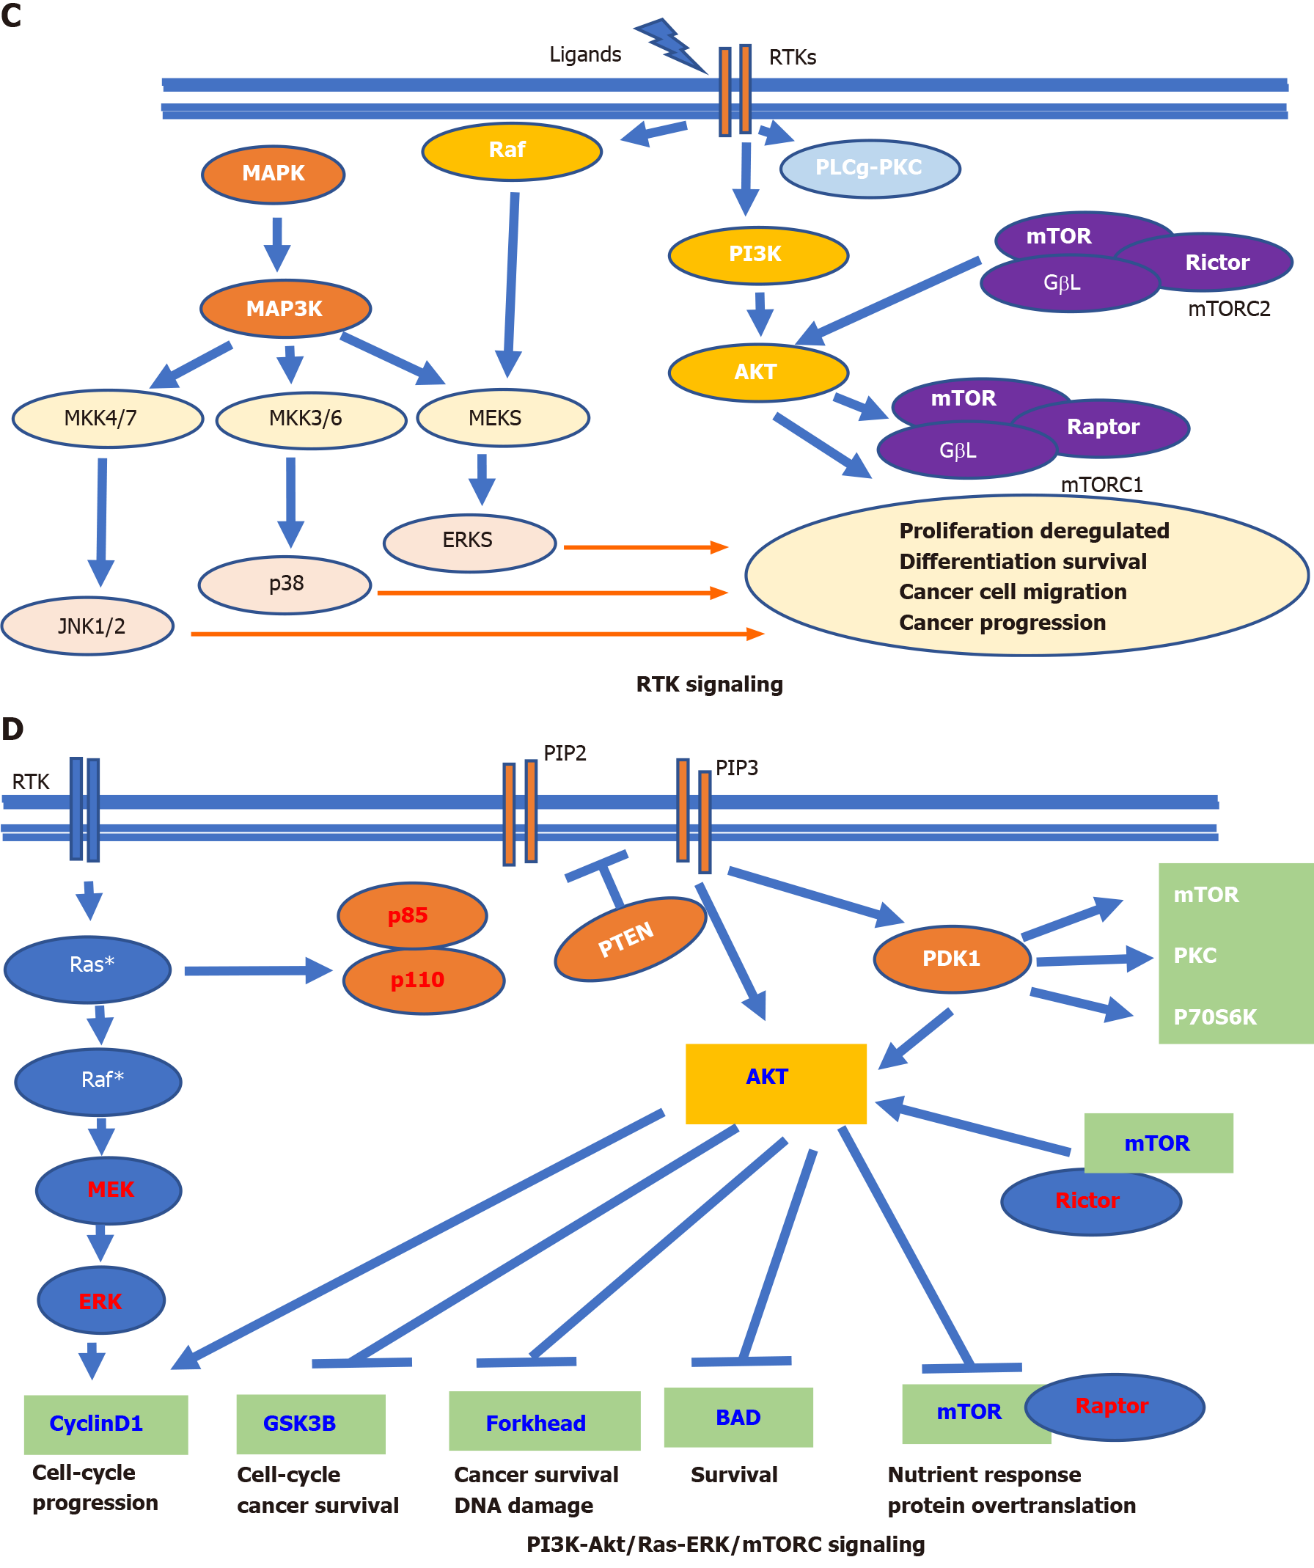 C
Ligands
RTKs
Raf
PLCg-PKC
MAPK
mTOR
PI3K
Rictor
GβL
mTORC2
MAP3K
AKT
mTOR
Raptor
GβL
mTORC1
MKK4/7
MKK3/6
MEKS
ERKS
p38
JNK1/2
Proliferation deregulated
Differentiation survival
Cancer cell migration
Cancer progression
RTK signaling
D
RTK
PIP2
PIP3
p85
p110
PTEN
PDK1
mTOR
PKC
P70S6K
Ras*
Raf*
MEK
ERK
AKT
mTOR
Rictor
CyclinD1
GSK3B
Forkhead
BAD
mTOR
Raptor
Cell-cycle
progression
Cell-cycle
cancer survival
Cancer survival
DNA damage
Survival
Nutrient response
protein overtranslation
PI3K-Akt/Ras-ERK/mTORC signaling